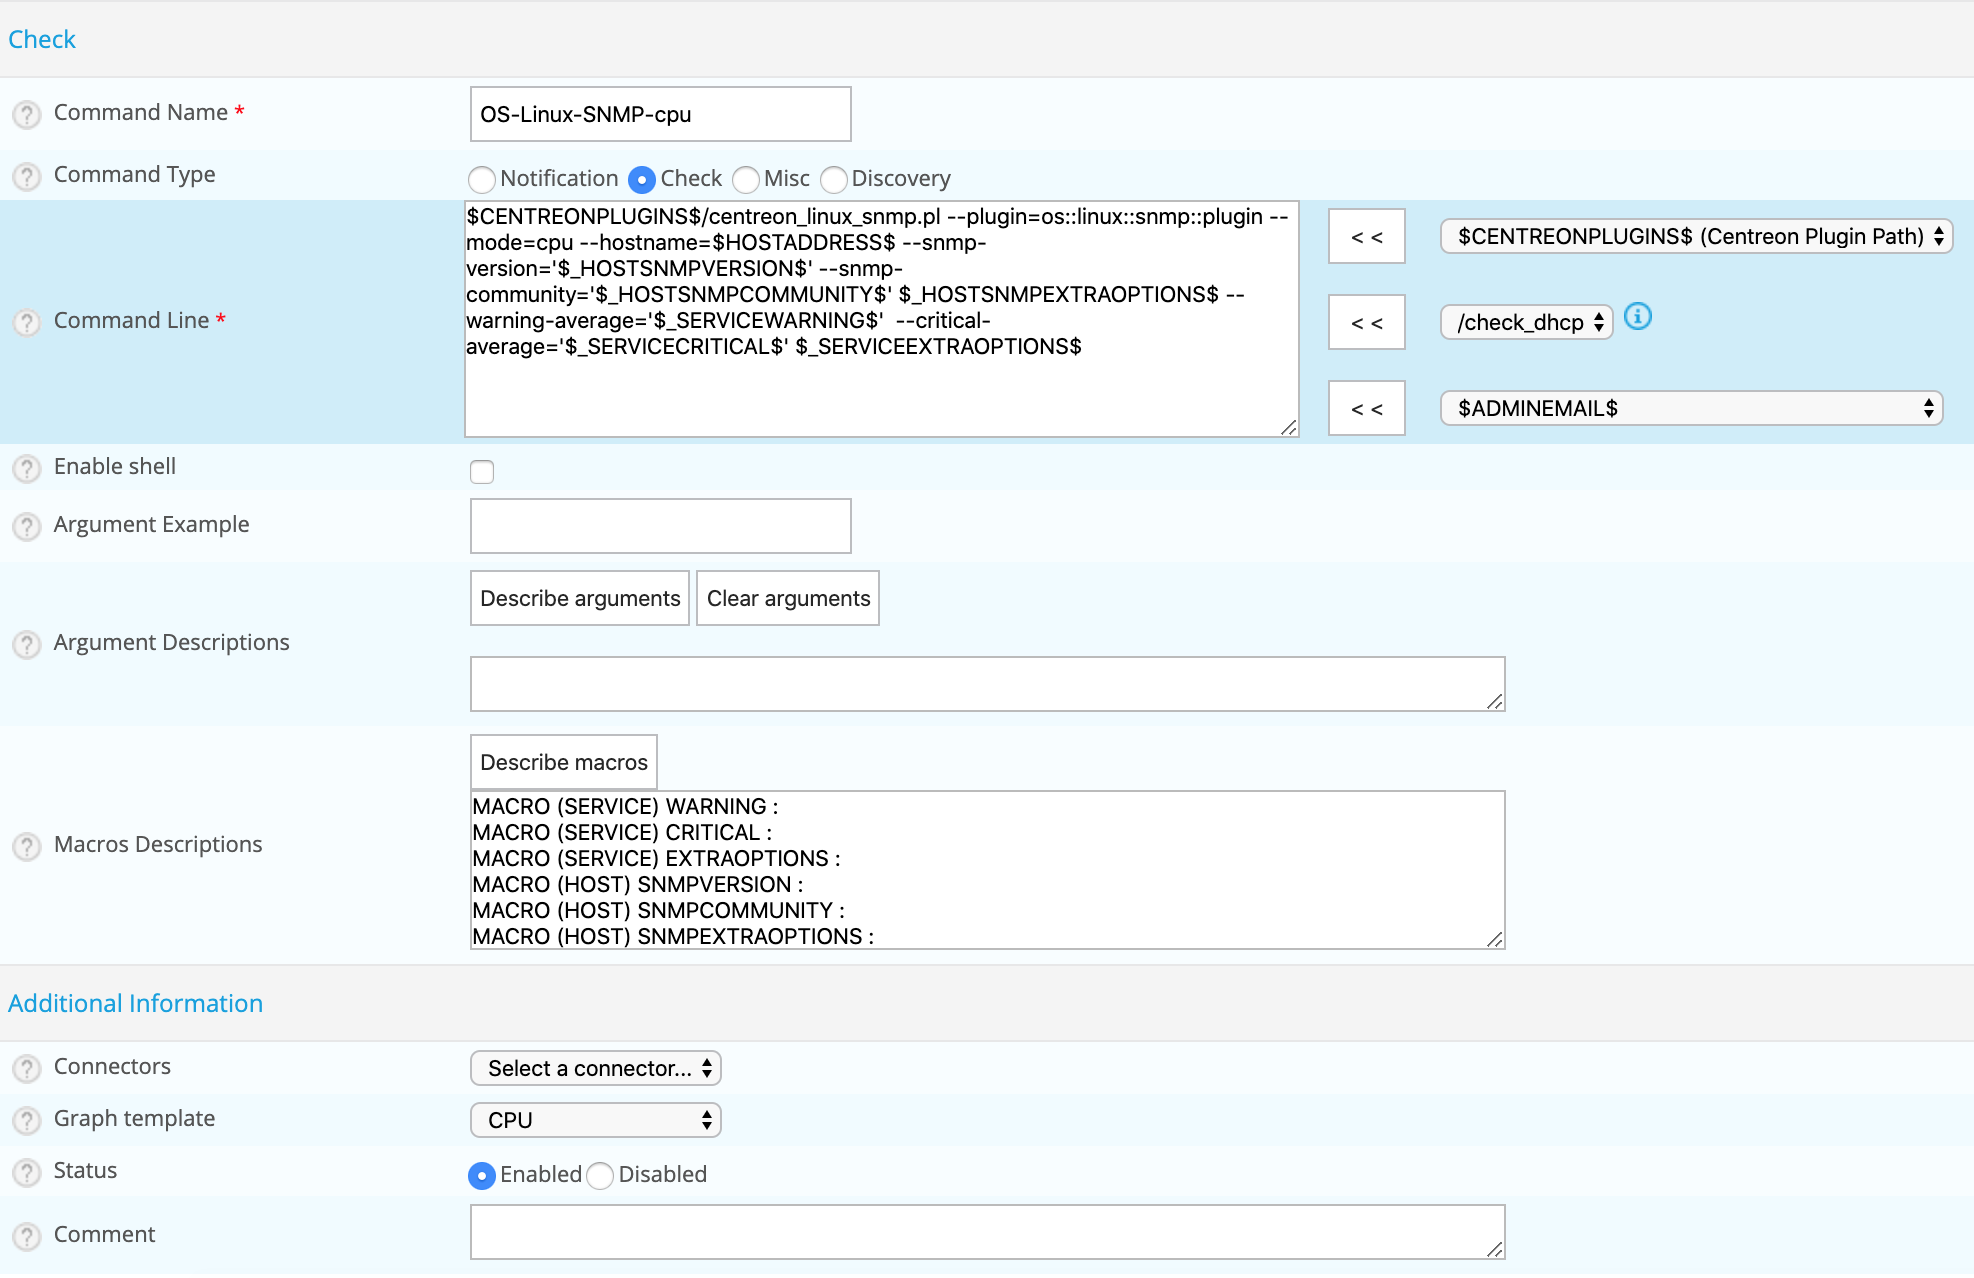 Check
? Command Name * OS-Linux-SNMP-cpu
? Command Type Notification Check Misc Discovery
? Command Line *
$CENTREONPLUGINS$/centreon_linux_snmp.pl --plugin=os::linux::snmp::plugin --
mode=cpu --hostname=$HOSTADDRESS$ --snmp-
version='$_HOSTSNMPVERSION$' --snmp-
community='$_HOSTSNMPCOMMUNITY$' $_HOSTSNMPEXTRAOPTIONS$ --
warning-average='$_SERVICEWARNING$'  --critical-
average='$_SERVICECRITICAL$' $_SERVICEEXTRAOPTIONS$
< < $CENTREONPLUGINS$ (Centreon Plugin Path)
< < /check_dhcp i
< < $ADMINEMAIL$
? Enable shell
? Argument Example
? Argument Descriptions
Describe arguments Clear arguments
? Macros Descriptions
Describe macros
MACRO (SERVICE) WARNING :
MACRO (SERVICE) CRITICAL :
MACRO (SERVICE) EXTRAOPTIONS :
MACRO (HOST) SNMPVERSION :
MACRO (HOST) SNMPCOMMUNITY :
MACRO (HOST) SNMPEXTRAOPTIONS :
Additional Information
? Connectors Select a connector...
? Graph template CPU
? Status Enabled Disabled
? Comment